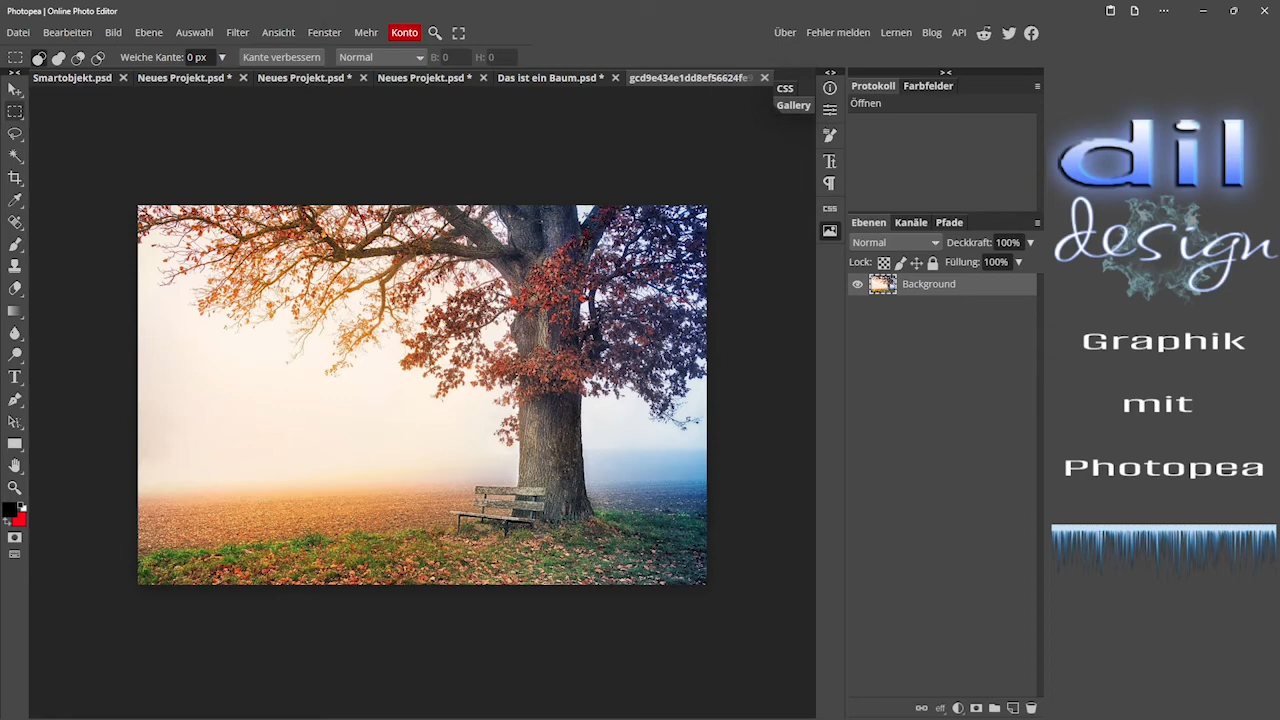 Photopea | Online Photo Editor
Datei Bearbeiten Bild Ebene Auswahl Filter Ansicht Fenster Mehr Konto Über Fehler melden Lernen Blog API
Weiche Kante: 0 px Kante verbessern Normal B: 0 H: 0
Smartobjekt.psd Neues Projekt.psd * Neues Projekt.psd * Neues Projekt.psd * Das ist ein Baum.psd * gcd9e434e1dd8ef56624fe9
CSS
Gallery
Protokoll Farbfelder
Öffnen
CSS
Ebenen Kanäle Pfade
Normal Deckkraft: 100%
Lock: Füllung: 100%
Background
eff
dil
design
Graphik
mit
Photopea